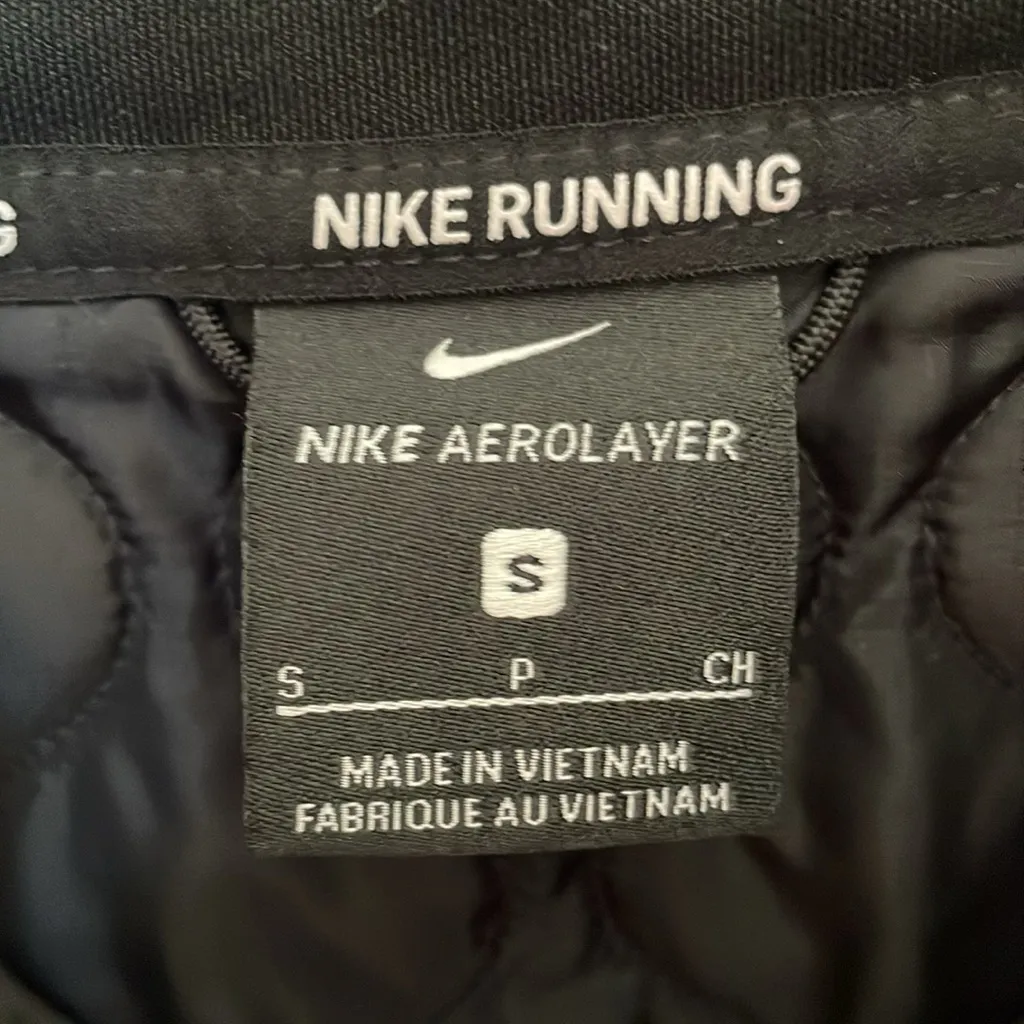 G
NIKE RUNNING
NIKE AEROLAYER
S
S P CH
MADE IN VIETNAM
FABRIQUE AU VIETNAM